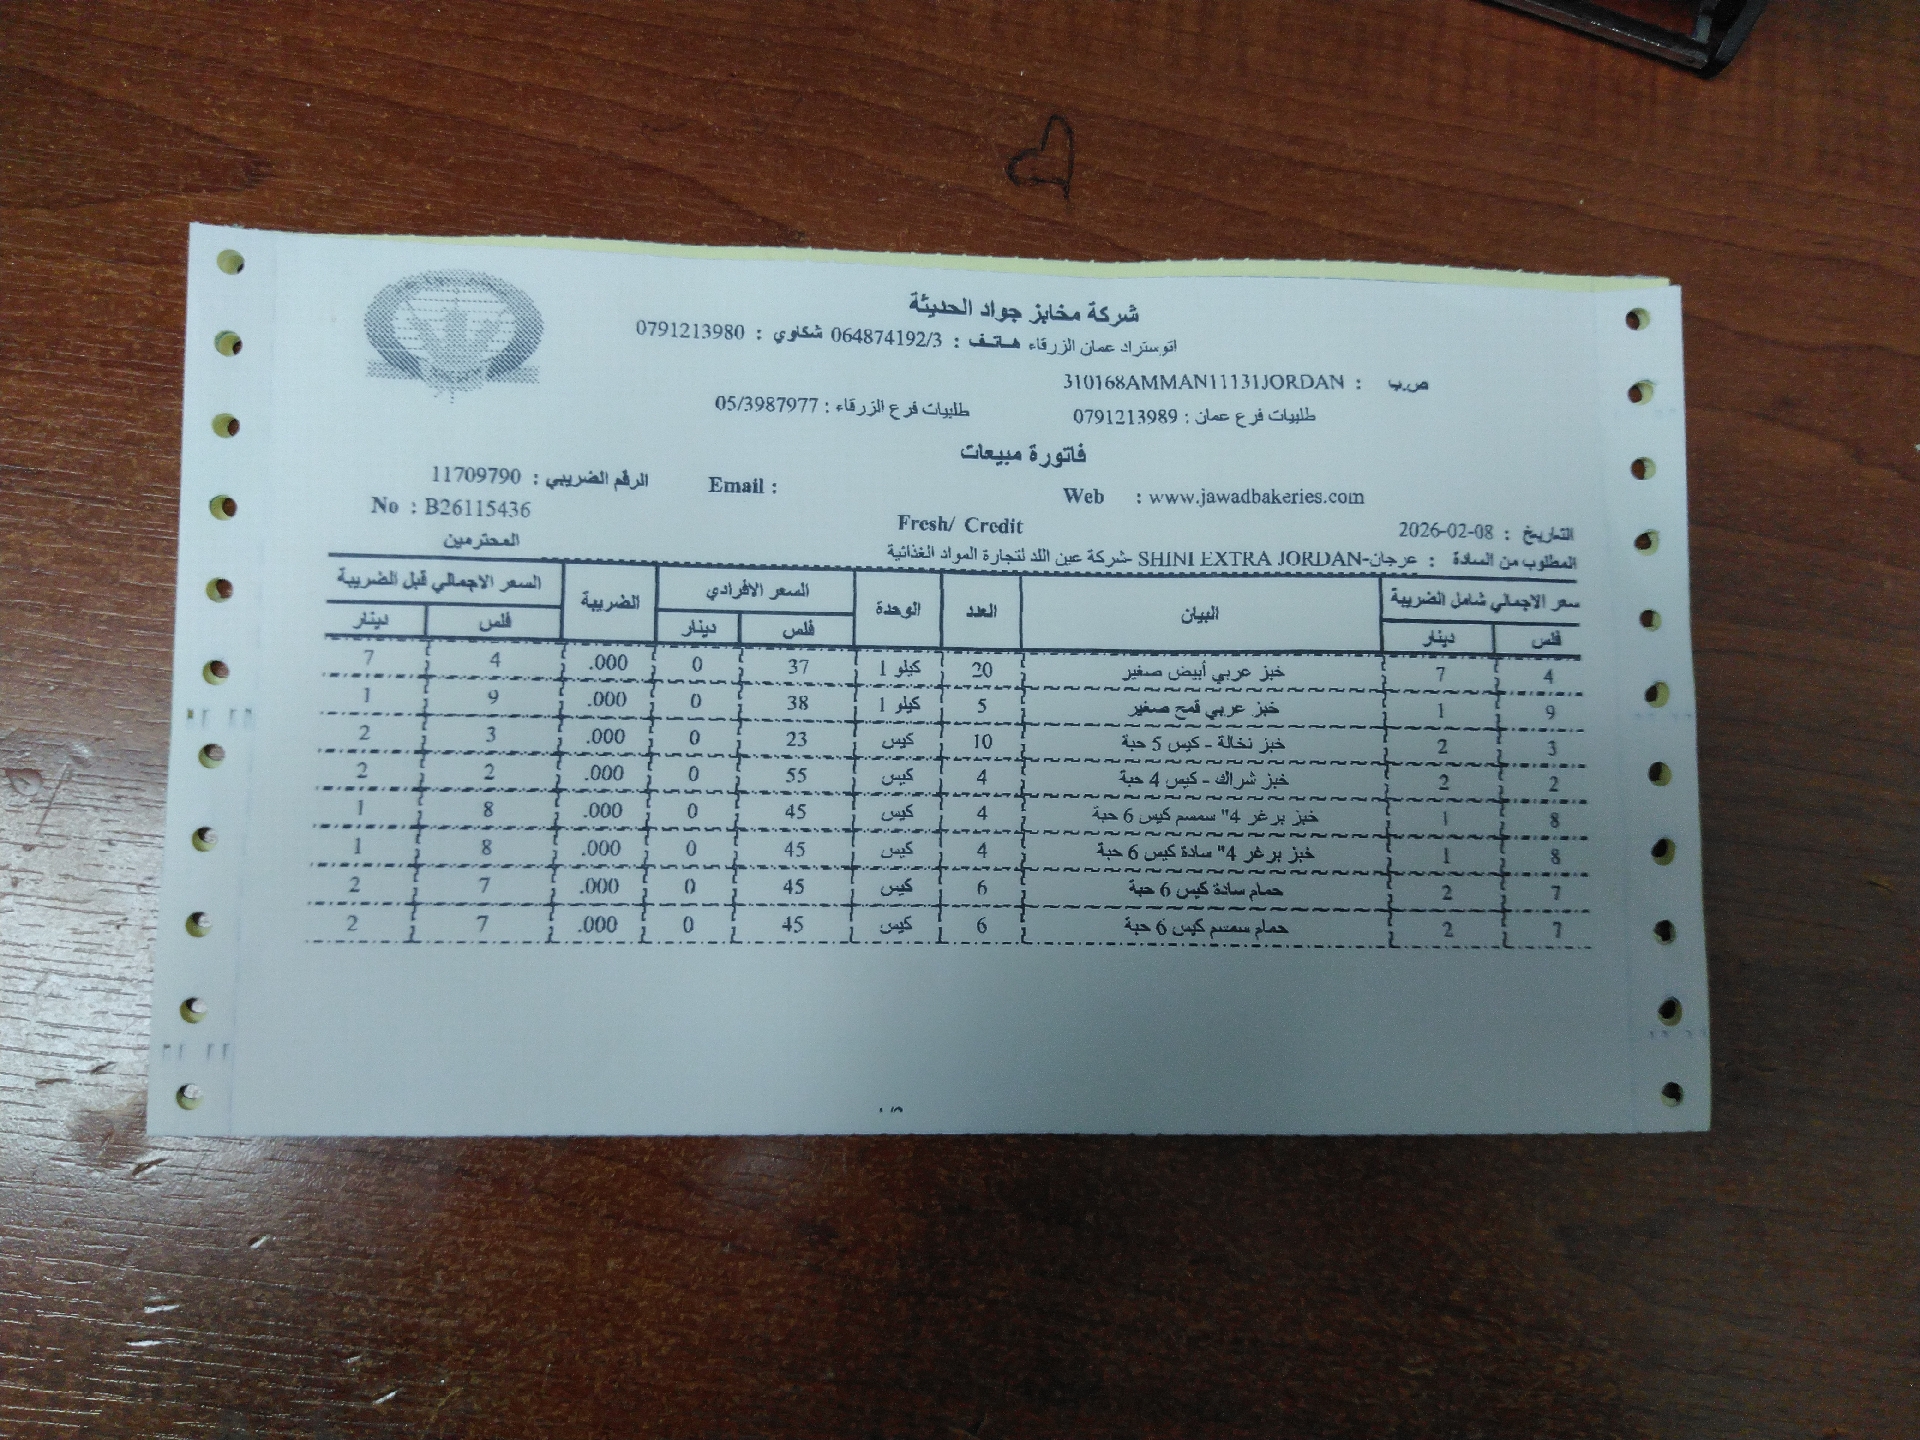 شركة مخابز جواد الحديثة
اتوستراد عمان الزرقاء هاتف : 064874192/3 شكاوي : 0791213980
ص.ب : 310168AMMAN11131JORDAN
طلبيات فرع عمان : 0791213989 طلبيات فرع الزرقاء : 05/3987977
فاتورة مبيعات
Web : www.jawadbakeries.com Email : الرقم الضريبي : 11709790
No : B26115436
التاريخ : 2026-02-08 Fresh/ Credit
المطلوب من السادة : عرجان-SHINI EXTRA JORDAN -شركة عين اللد لتجارة المواد الغذائية المحترمين
سعر الاجمالي شامل الضريبة البيان العدد الوحدة السعر الافرادي الضريبة السعر الاجمالي قبل الضريبة
فلس دينار فلس دينار فلس دينار
4 7 خبز عربي أبيض صغير 20 كيلو 1 37 0 .000 4 7
9 1 خبز عربي قمح صغير 5 كيلو 1 38 0 .000 9 1
3 2 خبز نخالة - كيس 5 حبة 10 كيس 23 0 .000 3 2
2 2 خبز شراك - كيس 4 حبة 4 كيس 55 0 .000 2 2
8 1 خبز برغر 4" سمسم كيس 6 حبة 4 كيس 45 0 .000 8 1
8 1 خبز برغر 4" سادة كيس 6 حبة 4 كيس 45 0 .000 8 1
7 2 حمام سادة كيس 6 حبة 6 كيس 45 0 .000 7 2
7 2 حمام سمسم كيس 6 حبة 6 كيس 45 0 .000 7 2